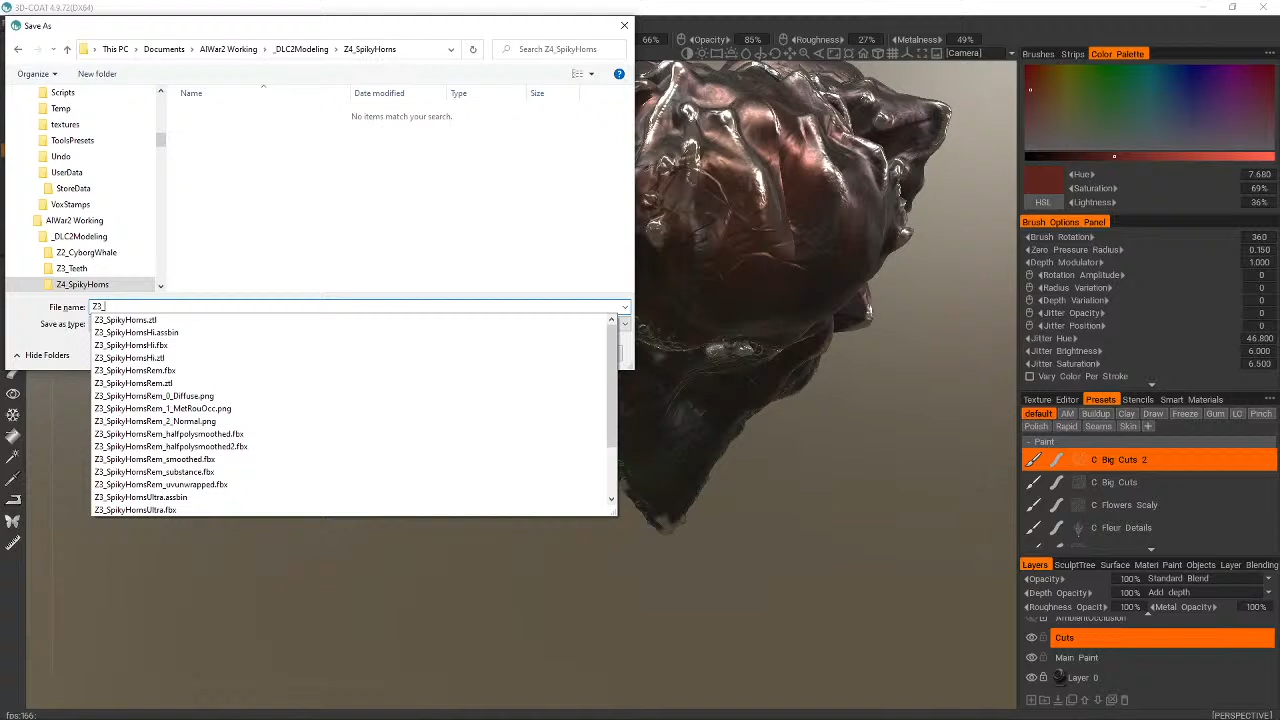 3D-COAT 4.9.72(DX64)
Save As
This PC > Documents > AIWar2 Working > _DLC2Modeling > Z4_SpikyHorns
Search Z4_SpikyHorns
Organize
New folder
Scripts
Temp
textures
ToolsPresets
Undo
UserData
StoreData
VoxStamps
AIWar2 Working
_DLC2Modeling
Z2_CyborgWhale
Z3_Teeth
Z4_SpikyHorns
Name
Date modified
Type
Size
No items match your search.
File name:
Z3_
Save as type:
Hide Folders
Z3_SpikyHorns.ztl
Z3_SpikyHornsHi.assbin
Z3_SpikyHornsHi.fbx
Z3_SpikyHornsHi.ztl
Z3_SpikyHornsRem.fbx
Z3_SpikyHornsRem.ztl
Z3_SpikyHornsRem_0_Diffuse.png
Z3_SpikyHornsRem_1_MetRouOcc.png
Z3_SpikyHornsRem_2_Normal.png
Z3_SpikyHornsRem_halfpolysmoothed.fbx
Z3_SpikyHornsRem_halfpolysmoothed2.fbx
Z3_SpikyHornsRem_smoothed.fbx
Z3_SpikyHornsRem_substance.fbx
Z3_SpikyHornsRem_uvunwrapped.fbx
Z3_SpikyHornsUltra.assbin
Z3_SpikyHornsUltra.fbx
66% Opacity 85% Roughness 27% Metalness 49%
[Camera]
Brushes Strips Color Palette
Hue 7.680
Saturation 69%
HSL Lightness 36%
Brush Options Panel
Brush Rotation 360
Zero Pressure Radius 0.150
Depth Modulator 1.000
Rotation Amplitude 0
Radius Variation 0
Depth Variation 0
Jitter Opacity 0
Jitter Position 0
Jitter Hue 46.800
Jitter Brightness 6.000
Jitter Saturation 6.500
Vary Color Per Stroke
Texture Editor Presets Stencils Smart Materials
default AM Buildup Clay Draw Freeze Gum LC Pinch
Polish Rapid Seams Skin +
- Paint
C Big Cuts 2
C Big Cuts
C Flowers Scaly
C Fleur Details
Layers SculptTree Surface Materi Paint Objects Layer Blending
Opacity 100% Standard Blend
Depth Opacity 100% Add depth
Roughness Opacit 100% Metal Opacity 100%
AmbientOcclusion
Cuts
Main Paint
Layer 0
fps:166;
[PERSPECTIVE]